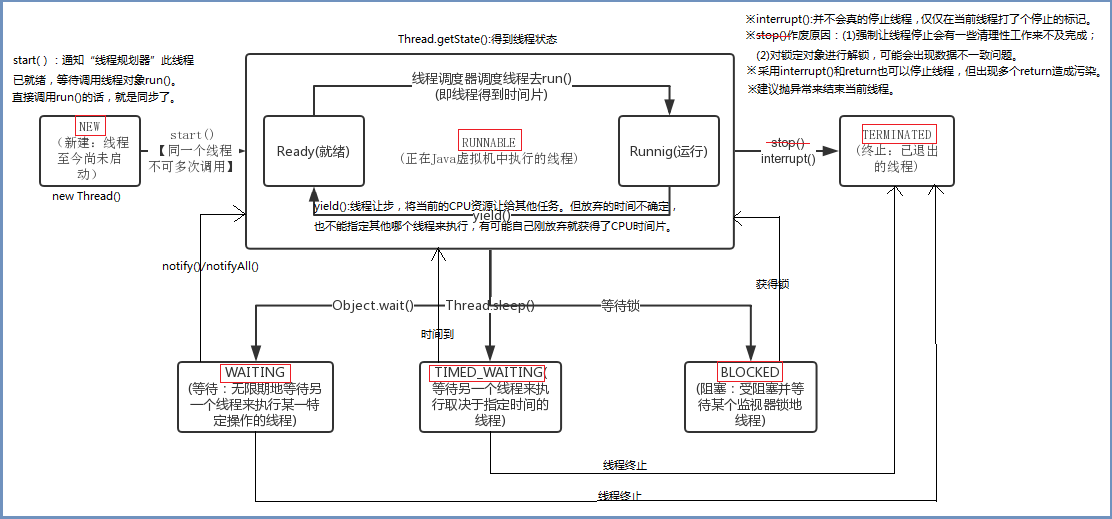 ※interrupt():并不会真的停止线程，仅仅在当前线程打了个停止的标记。
※stop()作废原因：(1)强制让线程停止会有一些清理性工作来不及完成；
(2)对锁定对象进行解锁，可能会出现数据不一致问题。
※采用interrupt()和return也可以停止线程，但出现多个return造成污染。
※建议抛异常来结束当前线程。
Thread.getState():得到线程状态
start( ) ：通知“线程规划器”此线程
已就绪，等待调用线程对象run()。
直接调用run()的话，就是同步了。
线程调度器调度线程去run()
(即线程得到时间片)
NEW
（新建：线程
至今尚未启
动）
new Thread()
start()
【同一个线程
不可多次调用】
Ready(就绪)
RUNNABLE
(正在Java虚拟机中执行的线程)
Runnig(运行)
stop()
interrupt()
TERMINATED
(终止：已退出
的线程)
yield():线程让步，将当前的CPU资源让给其他任务。但放弃的时间不确定，
yield()
也不能指定其他哪个线程来执行，有可能自己刚放弃就获得了CPU时间片。
notify()/notifyAll()
获得锁
Object.wait()
Thread.sleep()
等待锁
时间到
WAITING
(等待：无限期地等待另
一个线程来执行某一特
定操作的线程)
TIMED_WAITING(
等待另一个线程来执
行取决于指定时间的
线程)
BLOCKED
(阻塞：受阻塞并等
待某个监视器锁地
线程)
线程终止
线程终止